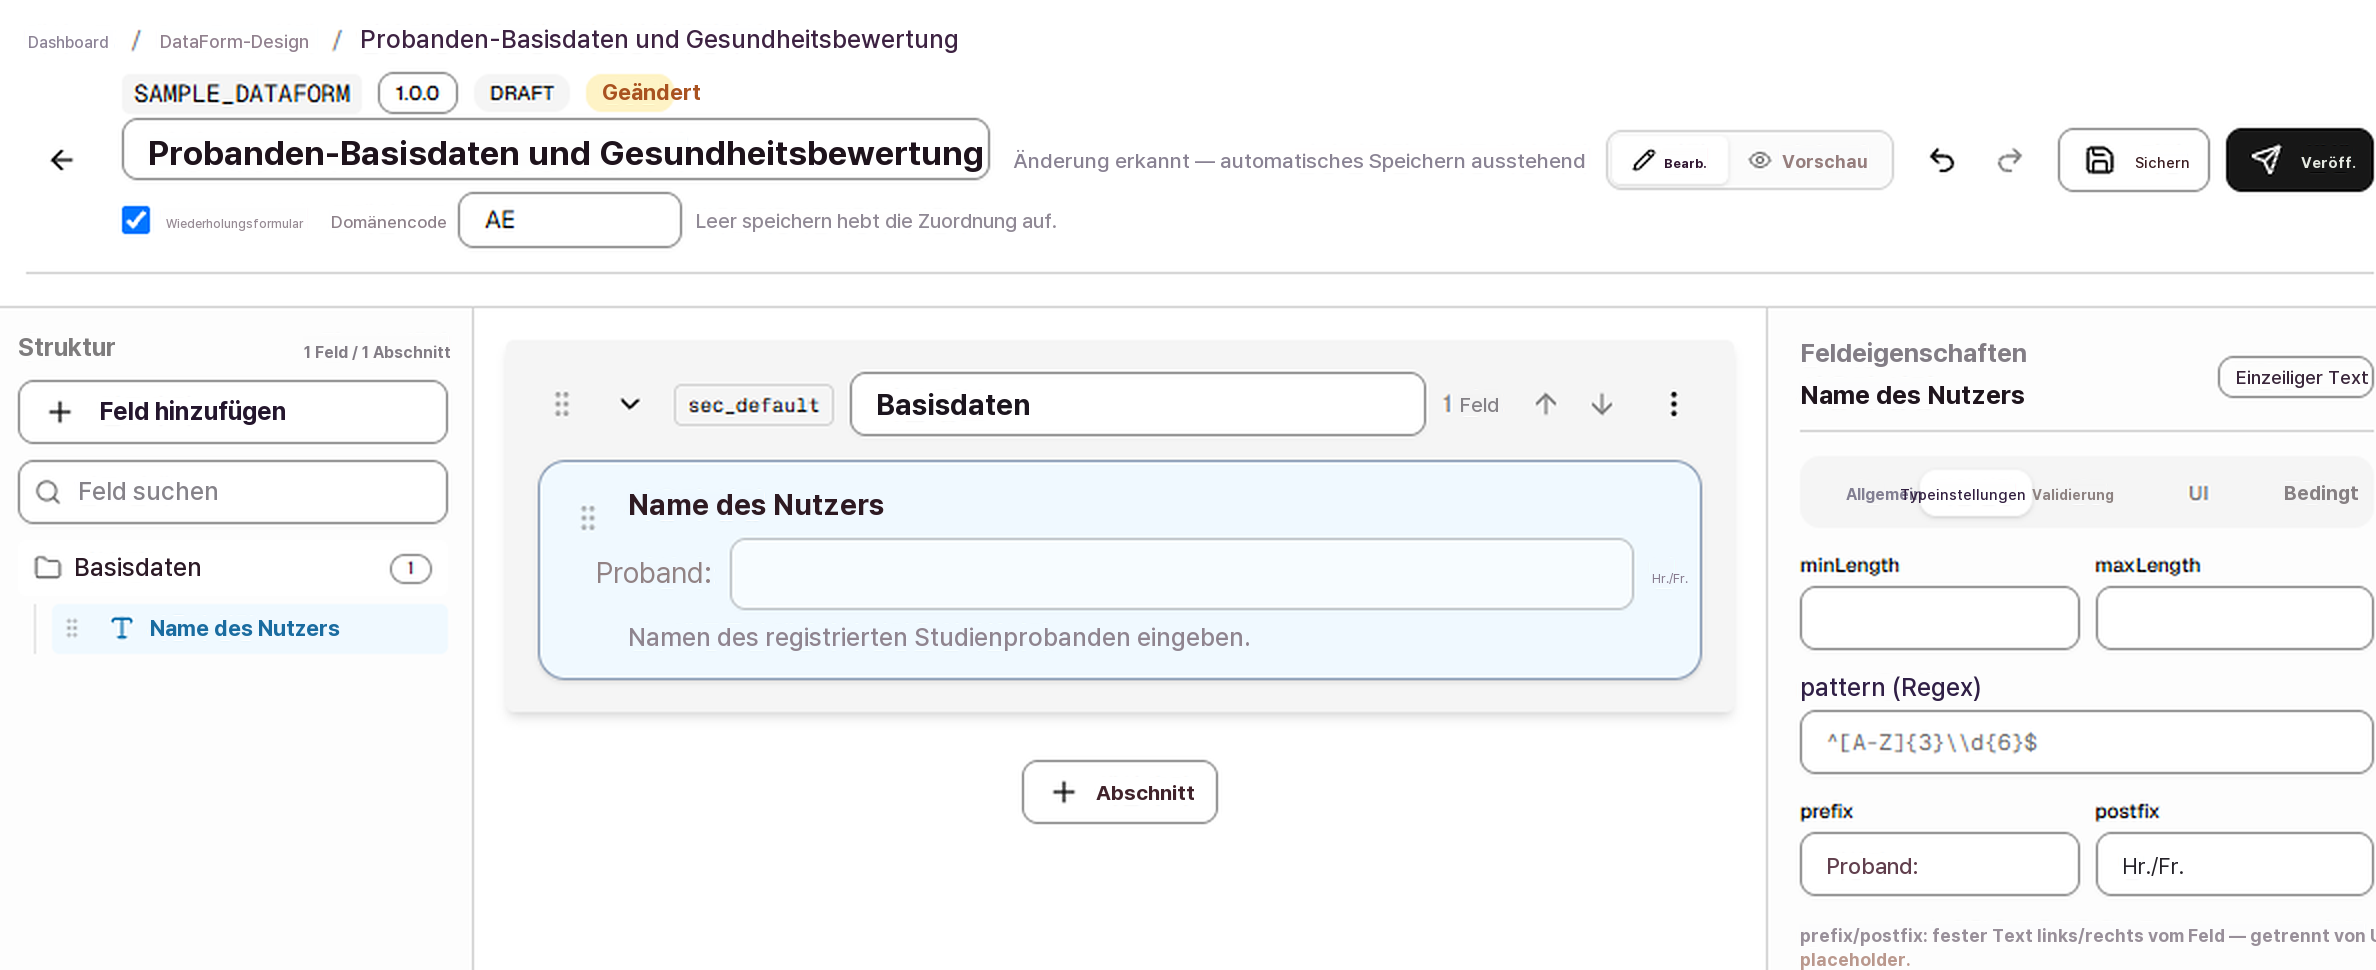 Dashboard / DataForm-Design / Probanden-Basisdaten und Gesundheitsbewertung
SAMPLE_DATAFORM 1.0.0 DRAFT Geändert
Probanden-Basisdaten und Gesundheitsbewertung Änderung erkannt — automatisches Speichern ausstehend Bearb. Vorschau Sichern Veröff.
Wiederholungsformular Domänencode AE Leer speichern hebt die Zuordnung auf.
Struktur 1 Feld / 1 Abschnitt
Feld hinzufügen
Feld suchen
Basisdaten 1
Name des Nutzers
sec_default Basisdaten 1 Feld
Name des Nutzers
Proband: Hr./Fr.
Namen des registrierten Studienprobanden eingeben.
Abschnitt
Feldeigenschaften
Name des Nutzers Einzeiliger Text
Allgemein Typeinstellungen Validierung UI Bedingt
minLength maxLength
pattern (Regex)
^[A-Z]{3}\\d{6}$
prefix postfix
Proband: Hr./Fr.
prefix/postfix: fester Text links/rechts vom Feld — getrennt von
placeholder.